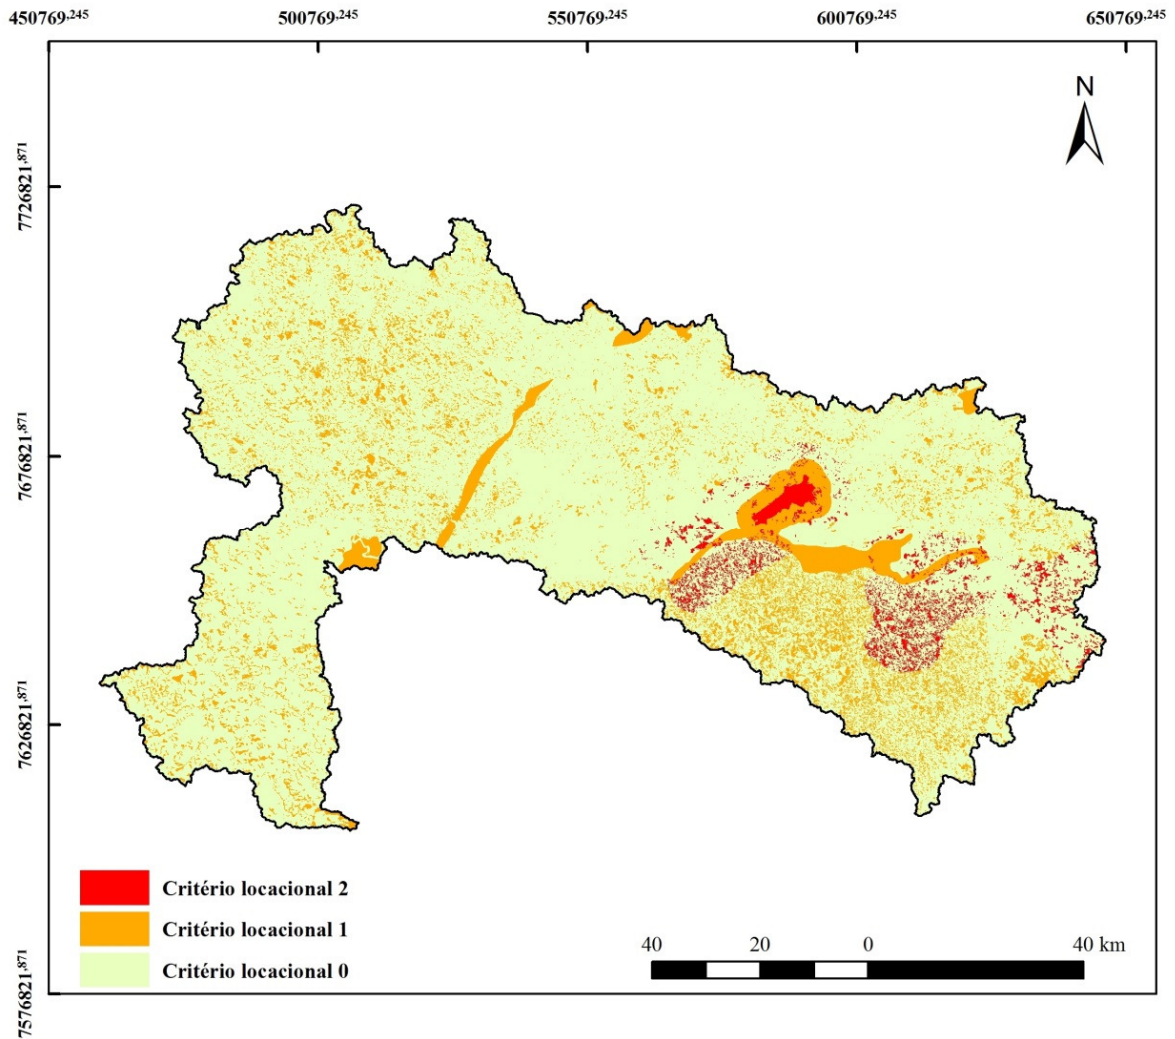 450769,245 500769,245 550769,245 600769,245 650769,245
N
7726821,871
7676821,871
7626821,871
7576821,871
Critério locacional 2
Critério locacional 1
Critério locacional 0
40 20 0 40 km